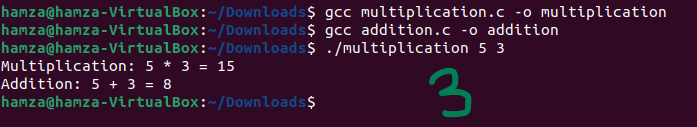 hamza@hamza-VirtualBox:~/Downloads$ gcc multiplication.c -o multiplication
hamza@hamza-VirtualBox:~/Downloads$ gcc addition.c -o addition
hamza@hamza-VirtualBox:~/Downloads$ ./multiplication 5 3
Multiplication: 5 * 3 = 15
Addition: 5 + 3 = 8
hamza@hamza-VirtualBox:~/Downloads$
3